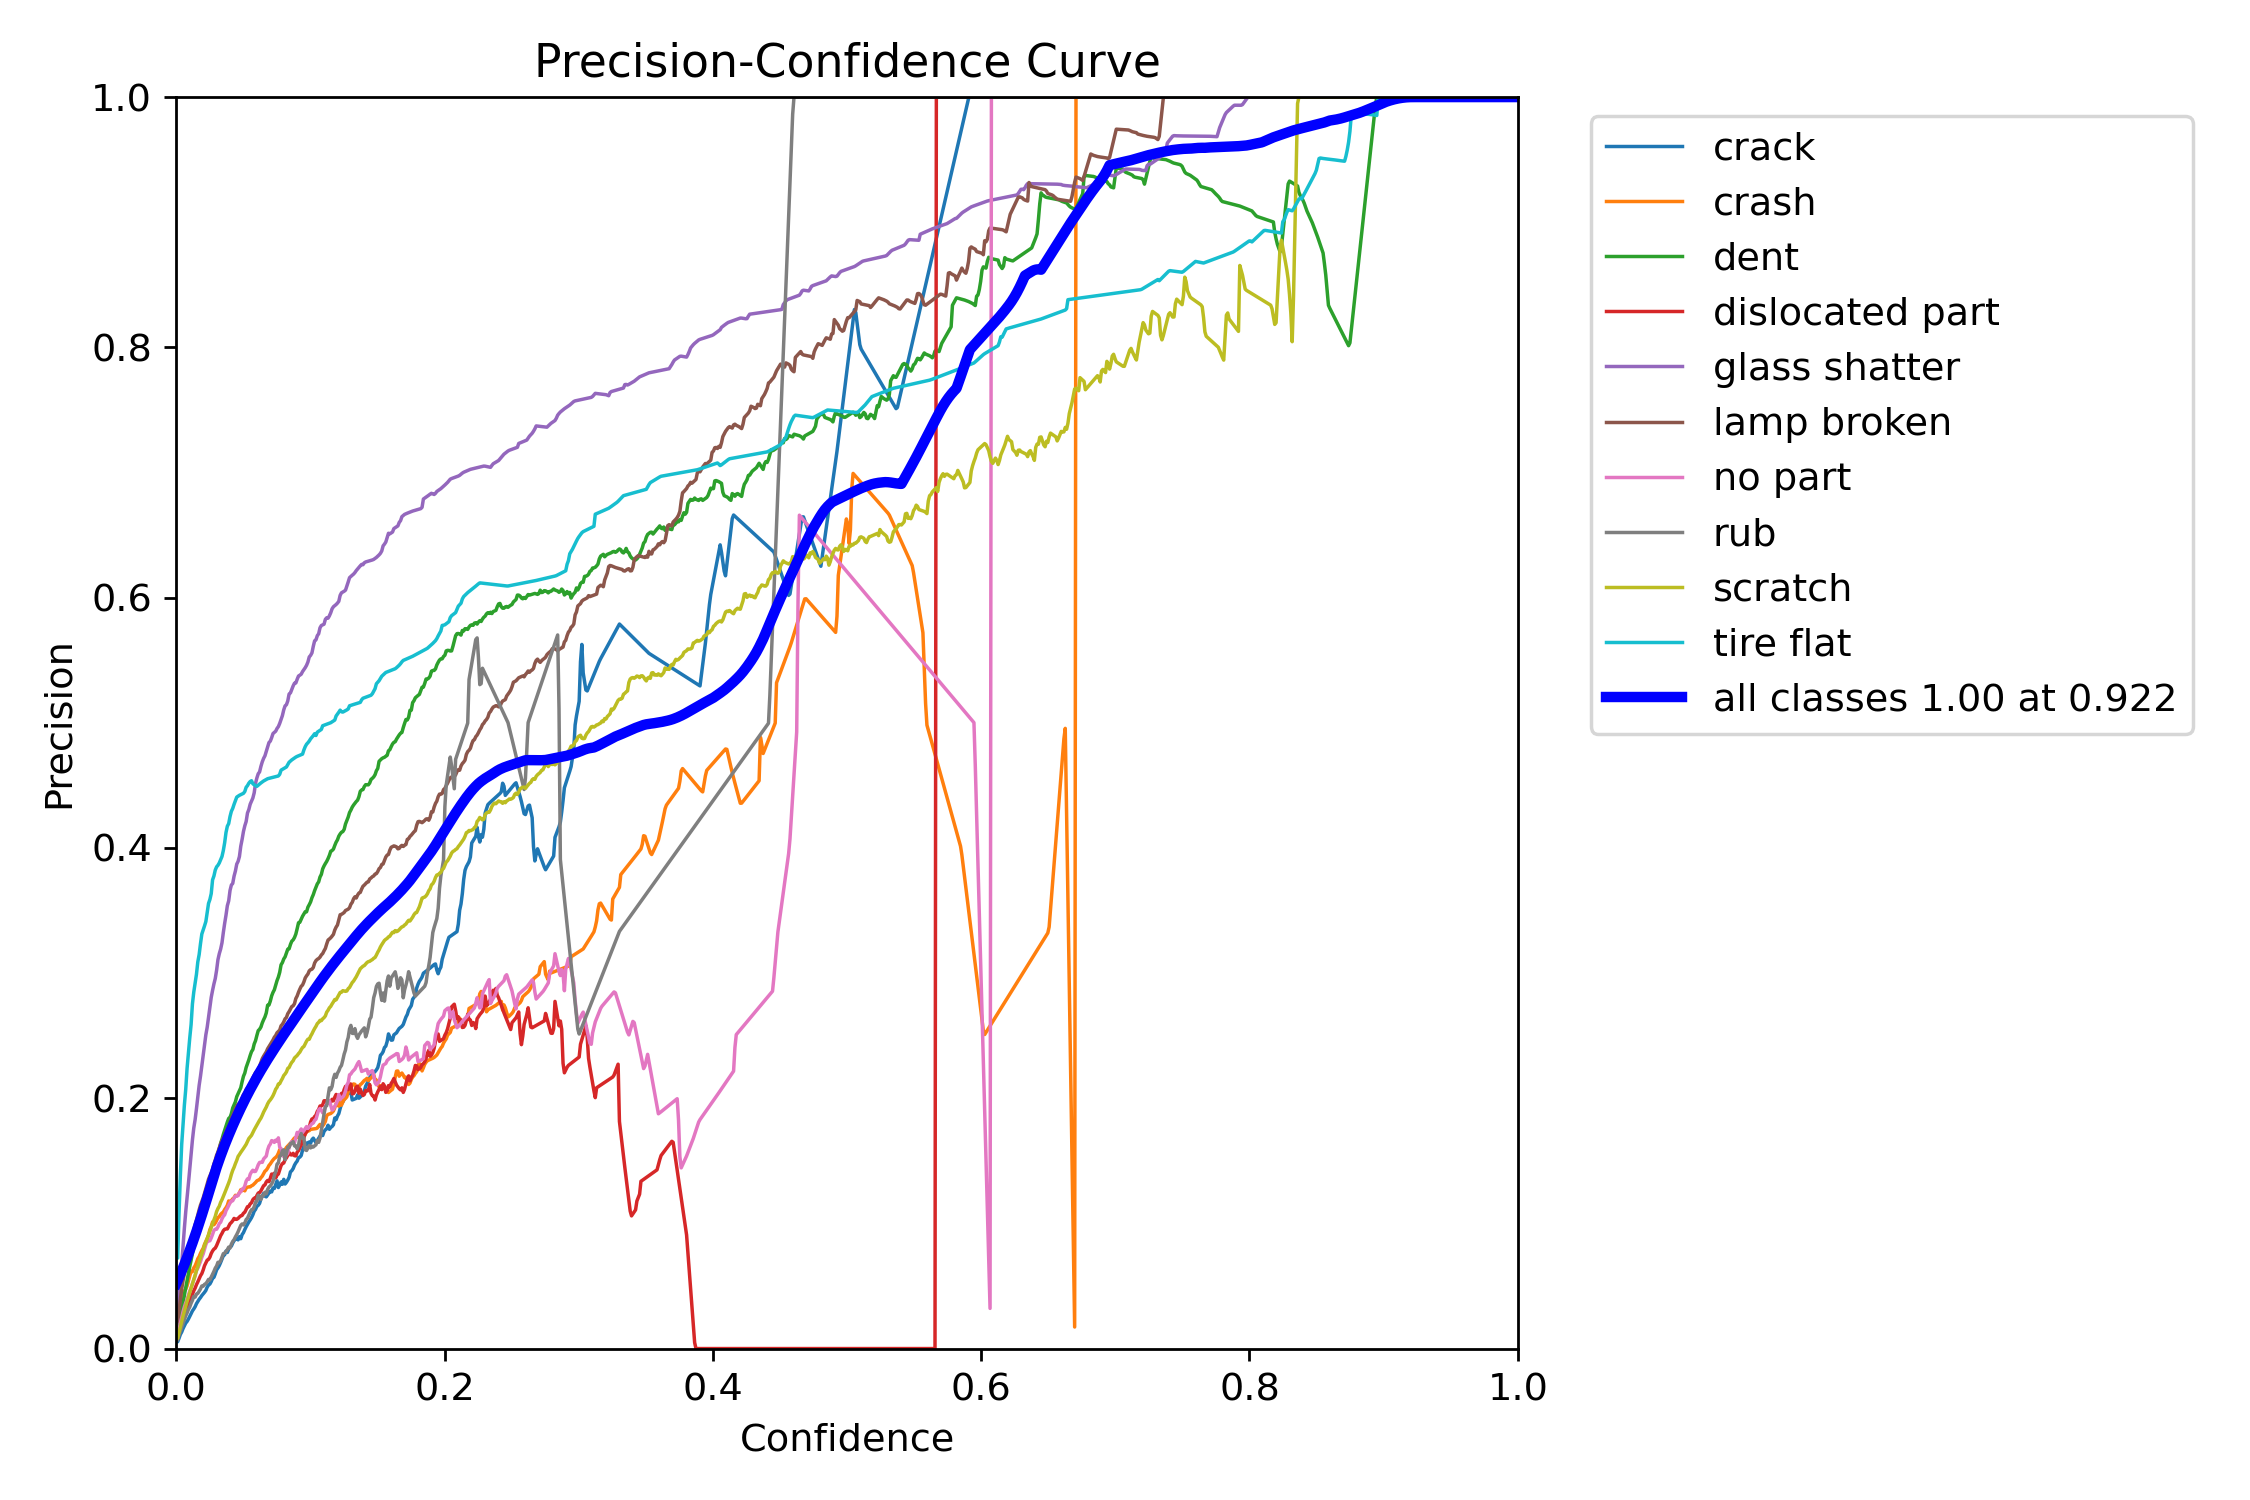 Precision-Confidence Curve
1.0
0.8
0.6
0.4
0.2
0.0
Precision
0.0 0.2 0.4 0.6 0.8 1.0
Confidence
crack
crash
dent
dislocated part
glass shatter
lamp broken
no part
rub
scratch
tire flat
all classes 1.00 at 0.922